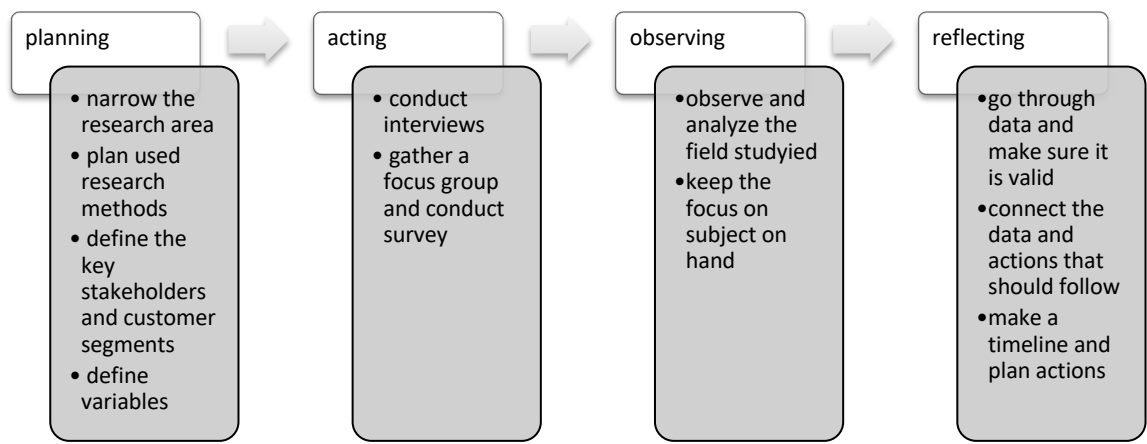 planning
• narrow the
research area
• plan used
research
methods
• define the
key
stakeholders
and customer
segments
• define
variables
acting
• conduct
interviews
• gather a
focus group
and conduct
survey
observing
•observe and
analyze the
field studyied
•keep the
focus on
subject on
hand
reflecting
•go through
data and
make sure it
is valid
•connect the
data and
actions that
should follow
•make a
timeline and
plan actions